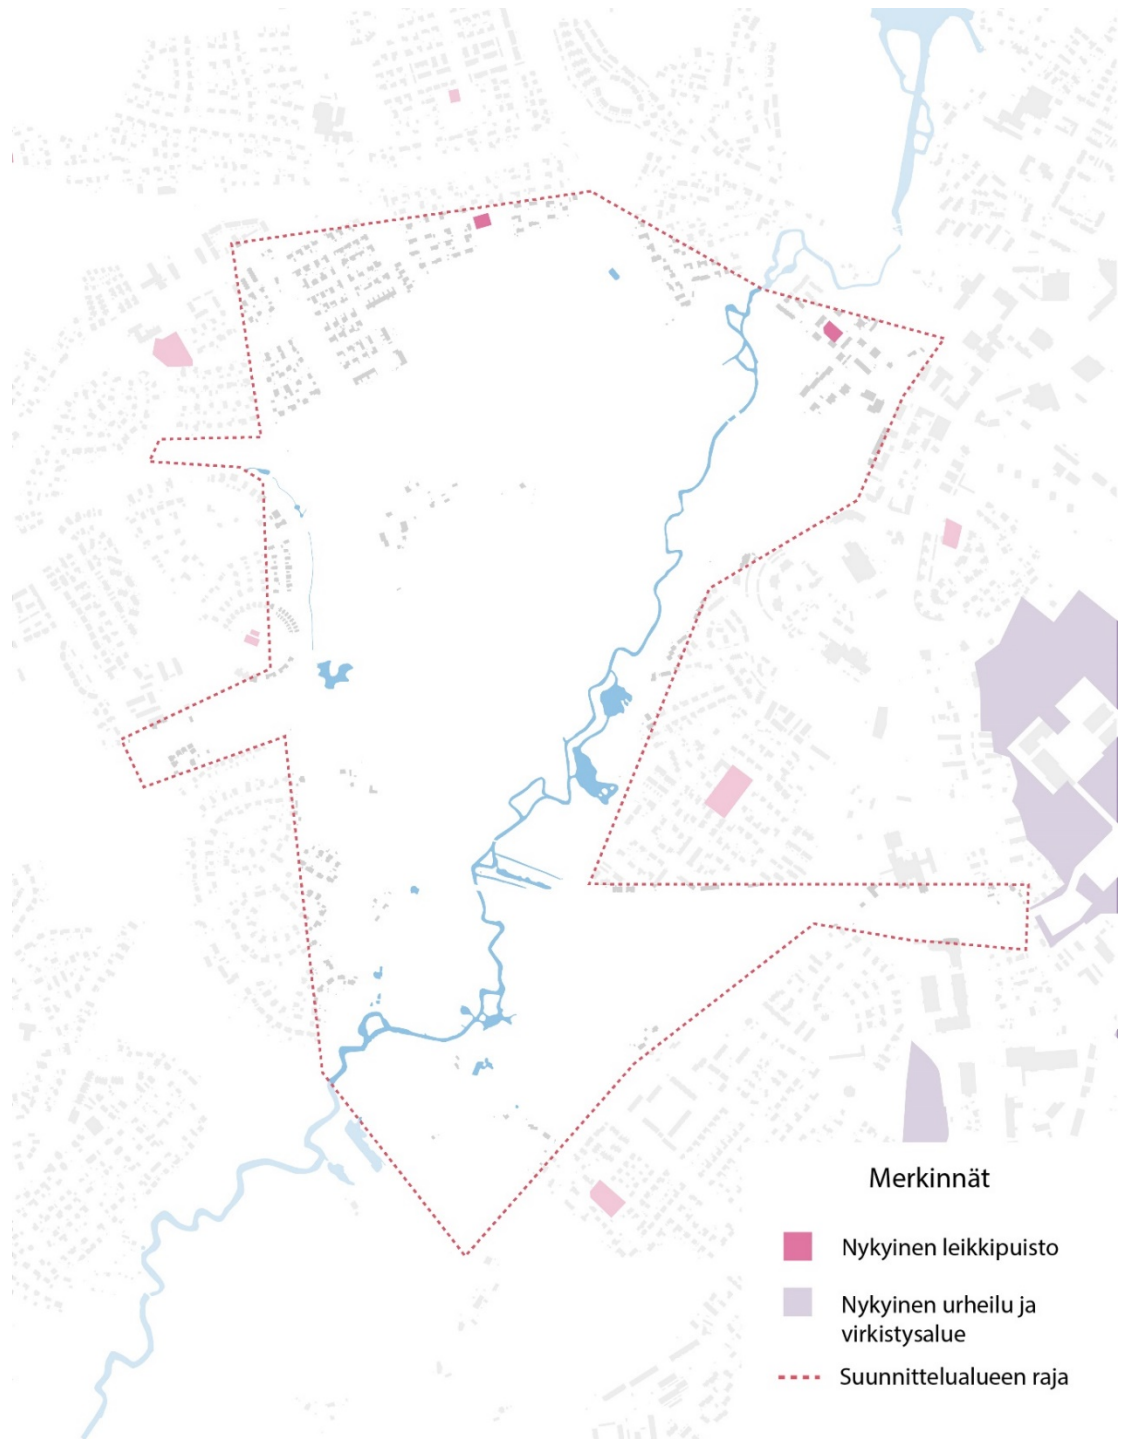 Merkinnät
Nykyinen leikkipuisto
Nykyinen urheilu ja
virkistysalue
Suunnittelualueen raja